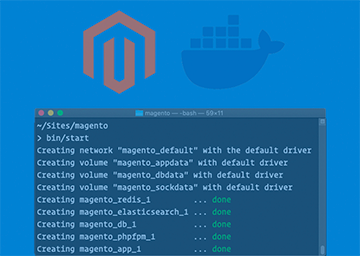 magento — -bash — 59×11
~/Sites/magento
> bin/start
Creating network "magento_default" with the default driver
Creating volume "magento_appdata" with default driver
Creating volume "magento_dbdata" with default driver
Creating volume "magento_sockdata" with default driver
Creating magento_redis_1 ... done
Creating magento_elasticsearch_1 ... done
Creating magento_db_1 ... done
Creating magento_phpfpm_1 ... done
Creating magento_app_1 ... done